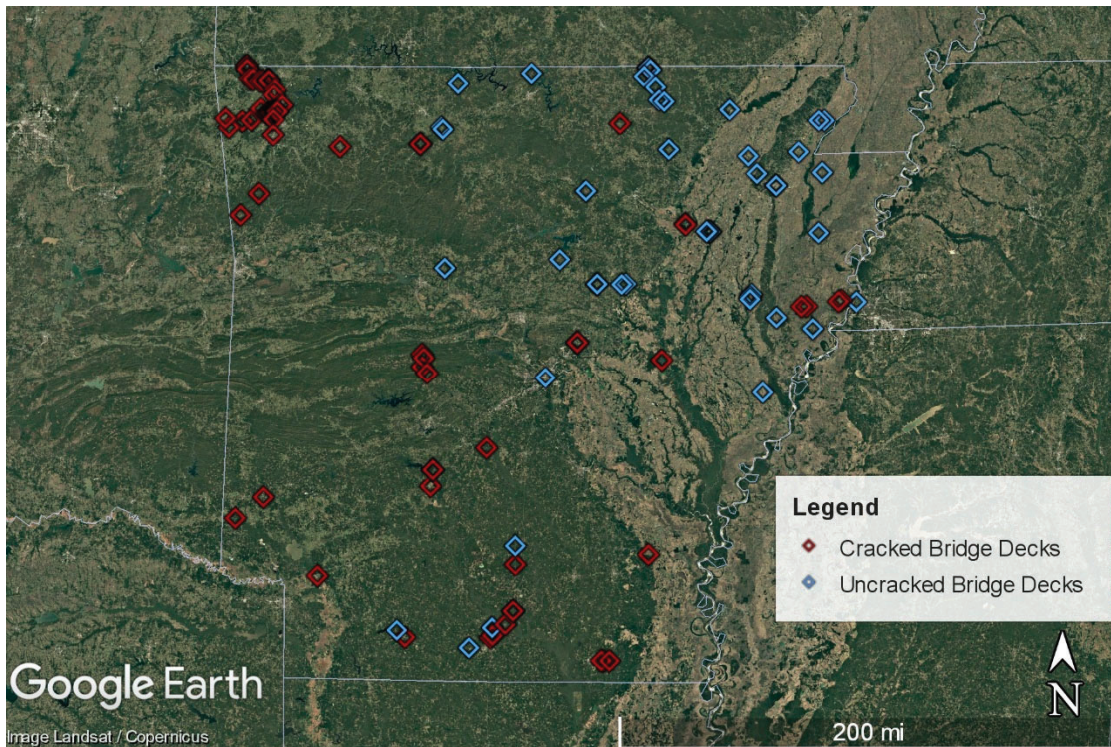 Legend
Cracked Bridge Decks
Uncracked Bridge Decks
N
Google Earth
Image Landsat / Copernicus
200 mi